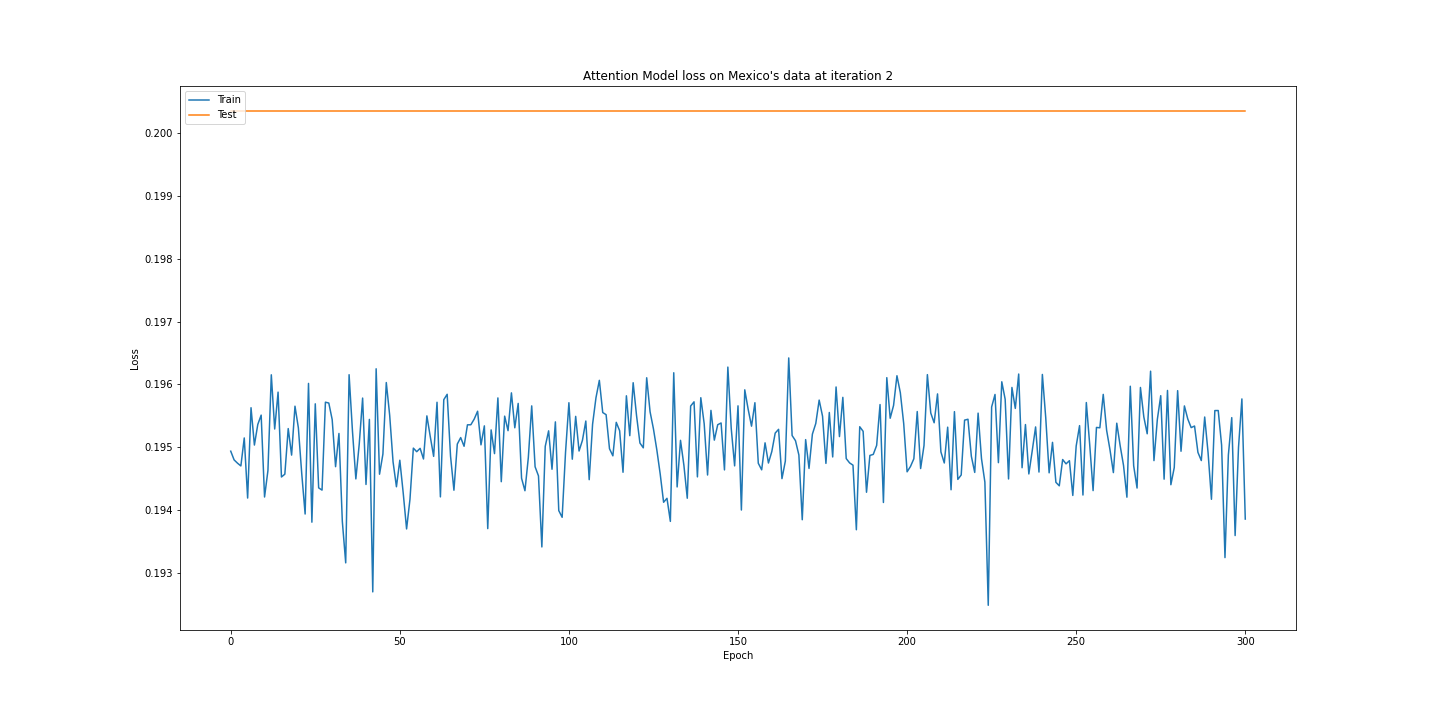 Attention Model loss on Mexico's data at iteration 2
Train
Test
0.200
0.199
0.198
0.197
0.196
0.195
0.194
0.193
Loss
0 50 100 150 200 250 300
Epoch